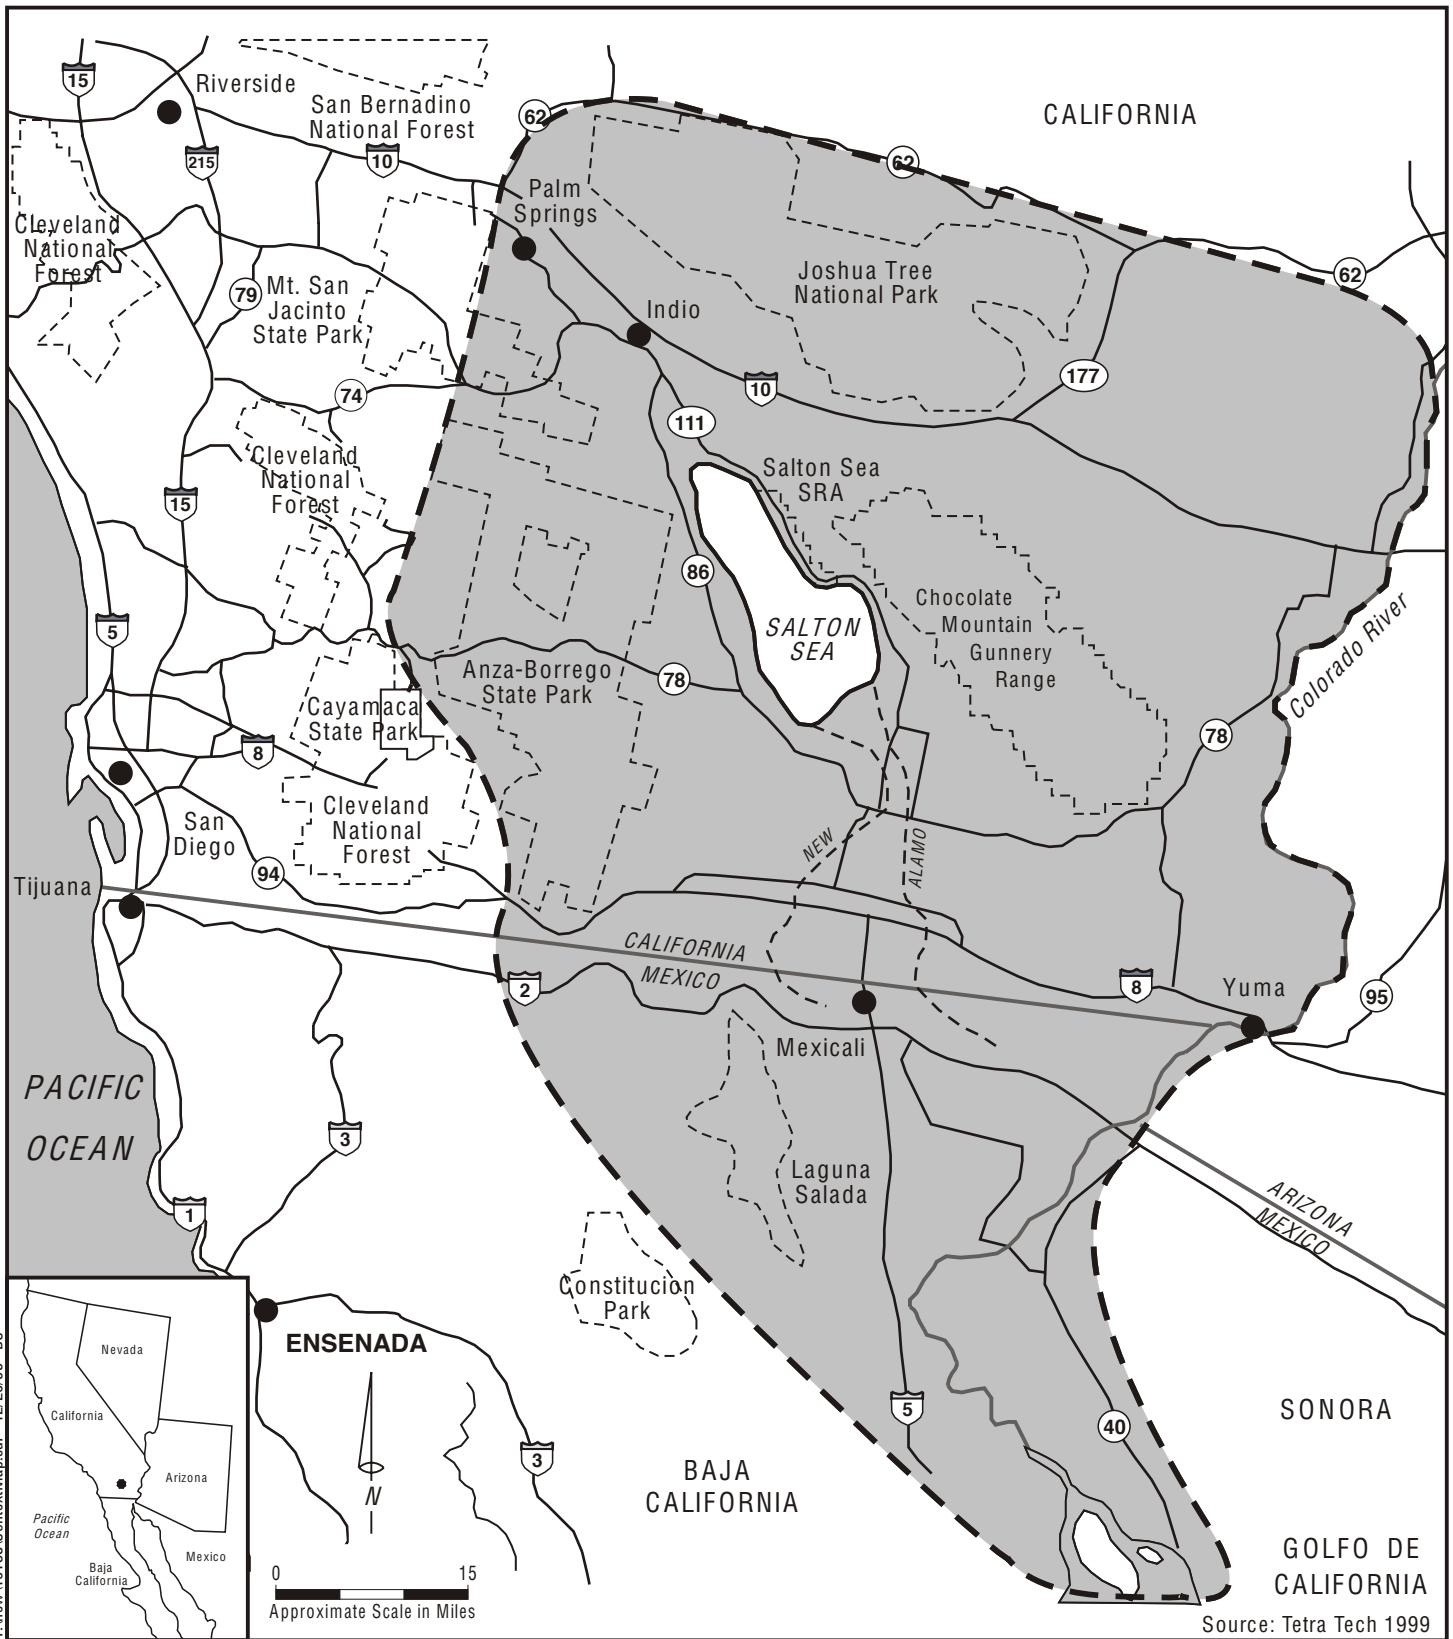 CALIFORNIA
15
Riverside
San Bernadino
National Forest
62
215
10
62
Palm
Springs
Cleveland
National
Forest
Joshua Tree
National Park
62
79
Mt. San
Jacinto
State Park
Indio
177
10
74
111
Cleveland
National
Forest
Salton Sea
SRA
15
86
Chocolate
Mountain
Gunnery
Range
SALTON
SEA
Colorado River
5
Anza-Borrego
State Park
78
Cayamaca
State Park
78
8
Cleveland
National
Forest
San
Diego
NEW
ALAMO
94
Tijuana
CALIFORNIA
MEXICO
2
8
Yuma
95
Mexicali
PACIFIC
OCEAN
3
Laguna
Salada
1
ARIZONA
MEXICO
Constitucion
Park
ENSENADA
Nevada
California
5
SONORA
40
Arizona
3
BAJA
CALIFORNIA
N
Pacific
Ocean
Mexico
Baja
California
GOLFO DE
CALIFORNIA
0 15
Approximate Scale in Miles
Source: Tetra Tech 1999